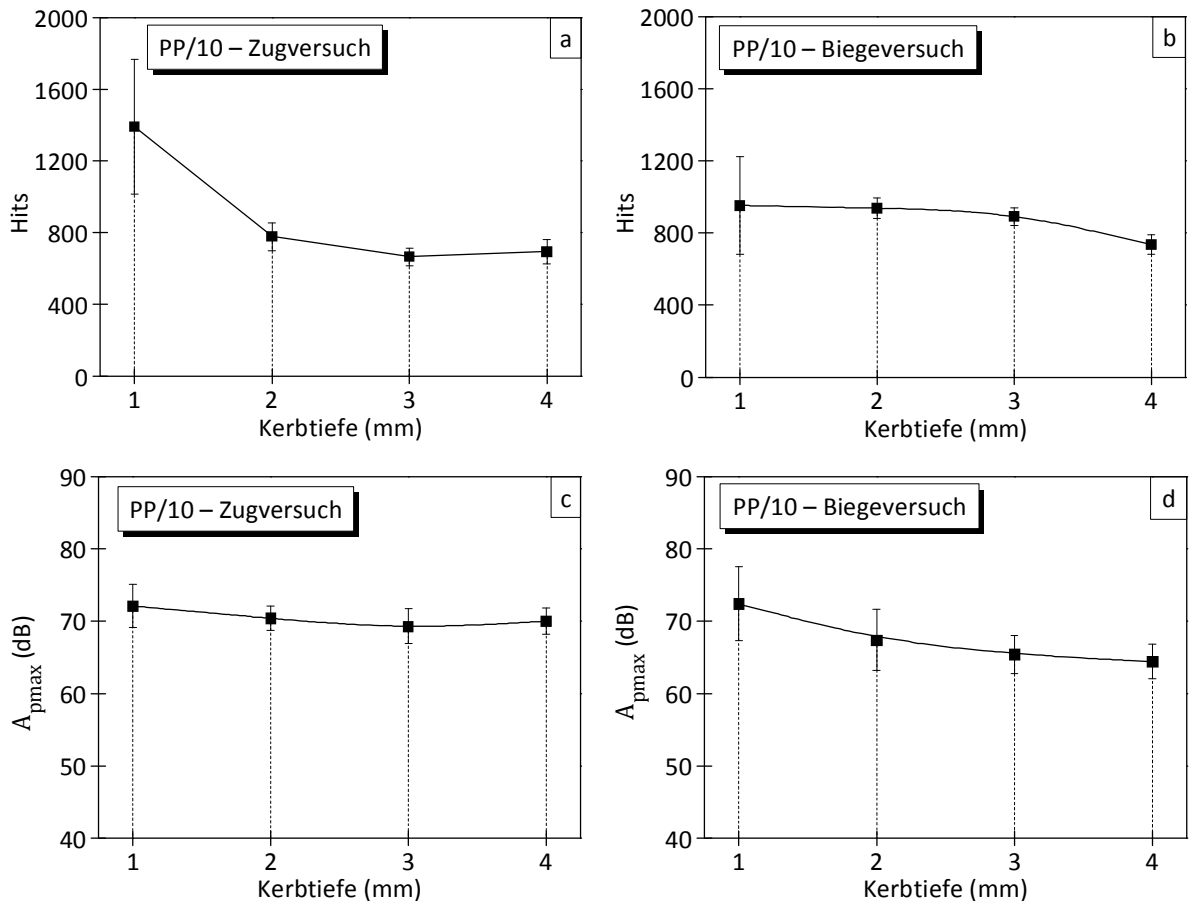 PP/10 – Zugversuch
a
Hits
2000
1600
1200
800
400
0
1 2 3 4
Kerbtiefe (mm)
PP/10 – Biegeversuch
b
Hits
2000
1600
1200
800
400
0
1 2 3 4
Kerbtiefe (mm)
PP/10 – Zugversuch
c
Apmax (dB)
90
80
70
60
50
40
1 2 3 4
Kerbtiefe (mm)
PP/10 – Biegeversuch
d
Apmax (dB)
90
80
70
60
50
40
1 2 3 4
Kerbtiefe (mm)